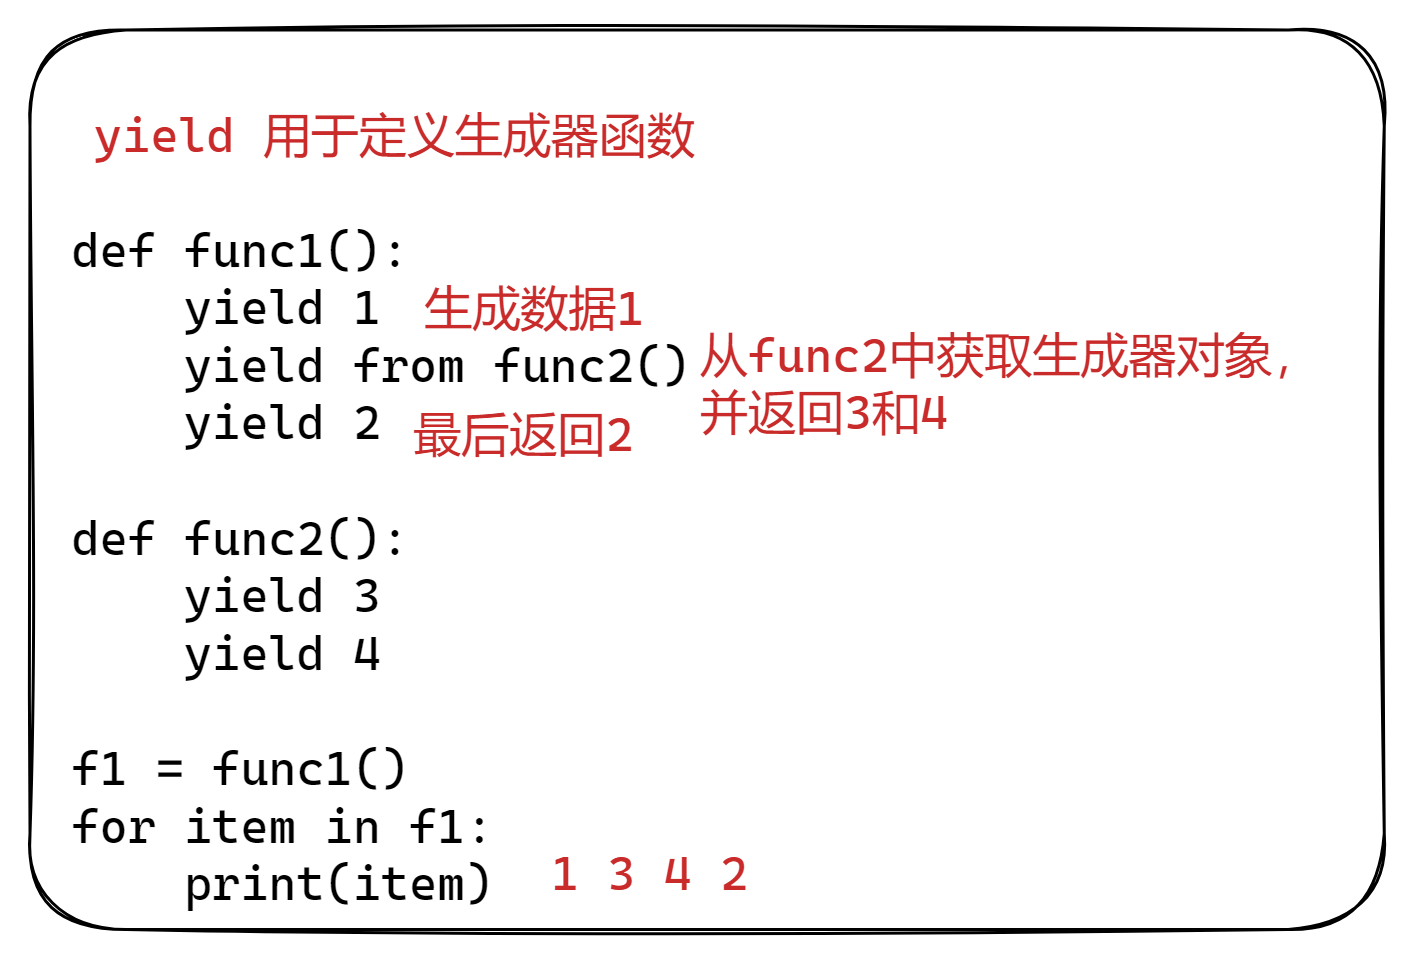 yield 用于定义生成器函数
def func1():
    yield 1 生成数据1
    yield from func2() 从func2中获取生成器对象,
并返回3和4
    yield 2 最后返回2
def func2():
    yield 3
    yield 4
f1 = func1()
for item in f1:
    print(item) 1 3 4 2